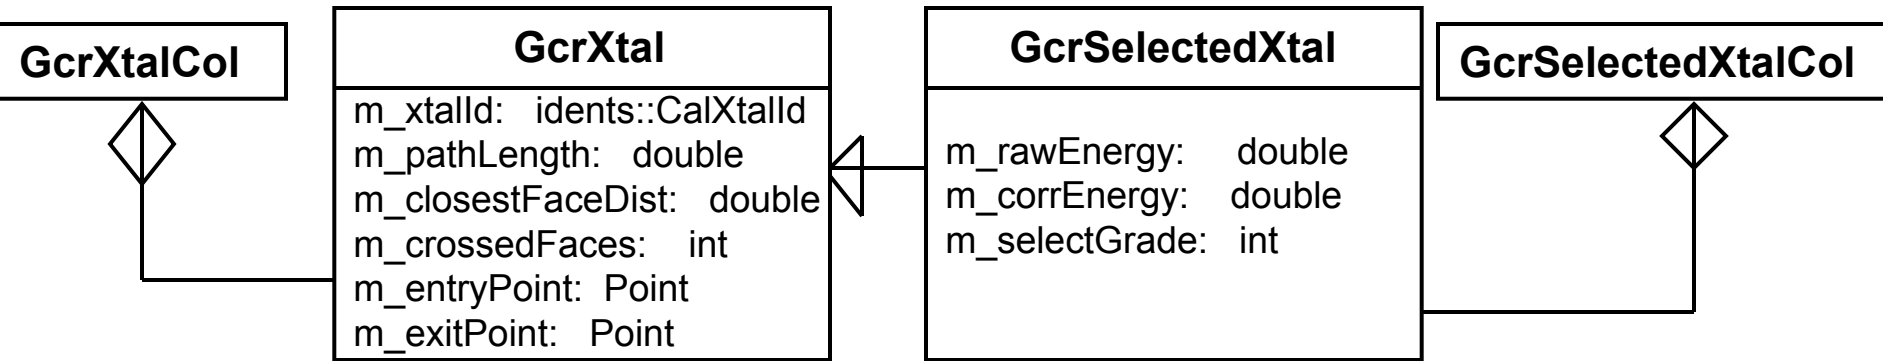 GcrXtalCol
GcrXtal
m_xtalId: idents::CalXtalId
m_pathLength: double
m_closestFaceDist: double
m_crossedFaces: int
m_entryPoint: Point
m_exitPoint: Point
GcrSelectedXtal
m_rawEnergy: double
m_corrEnergy: double
m_selectGrade: int
GcrSelectedXtalCol